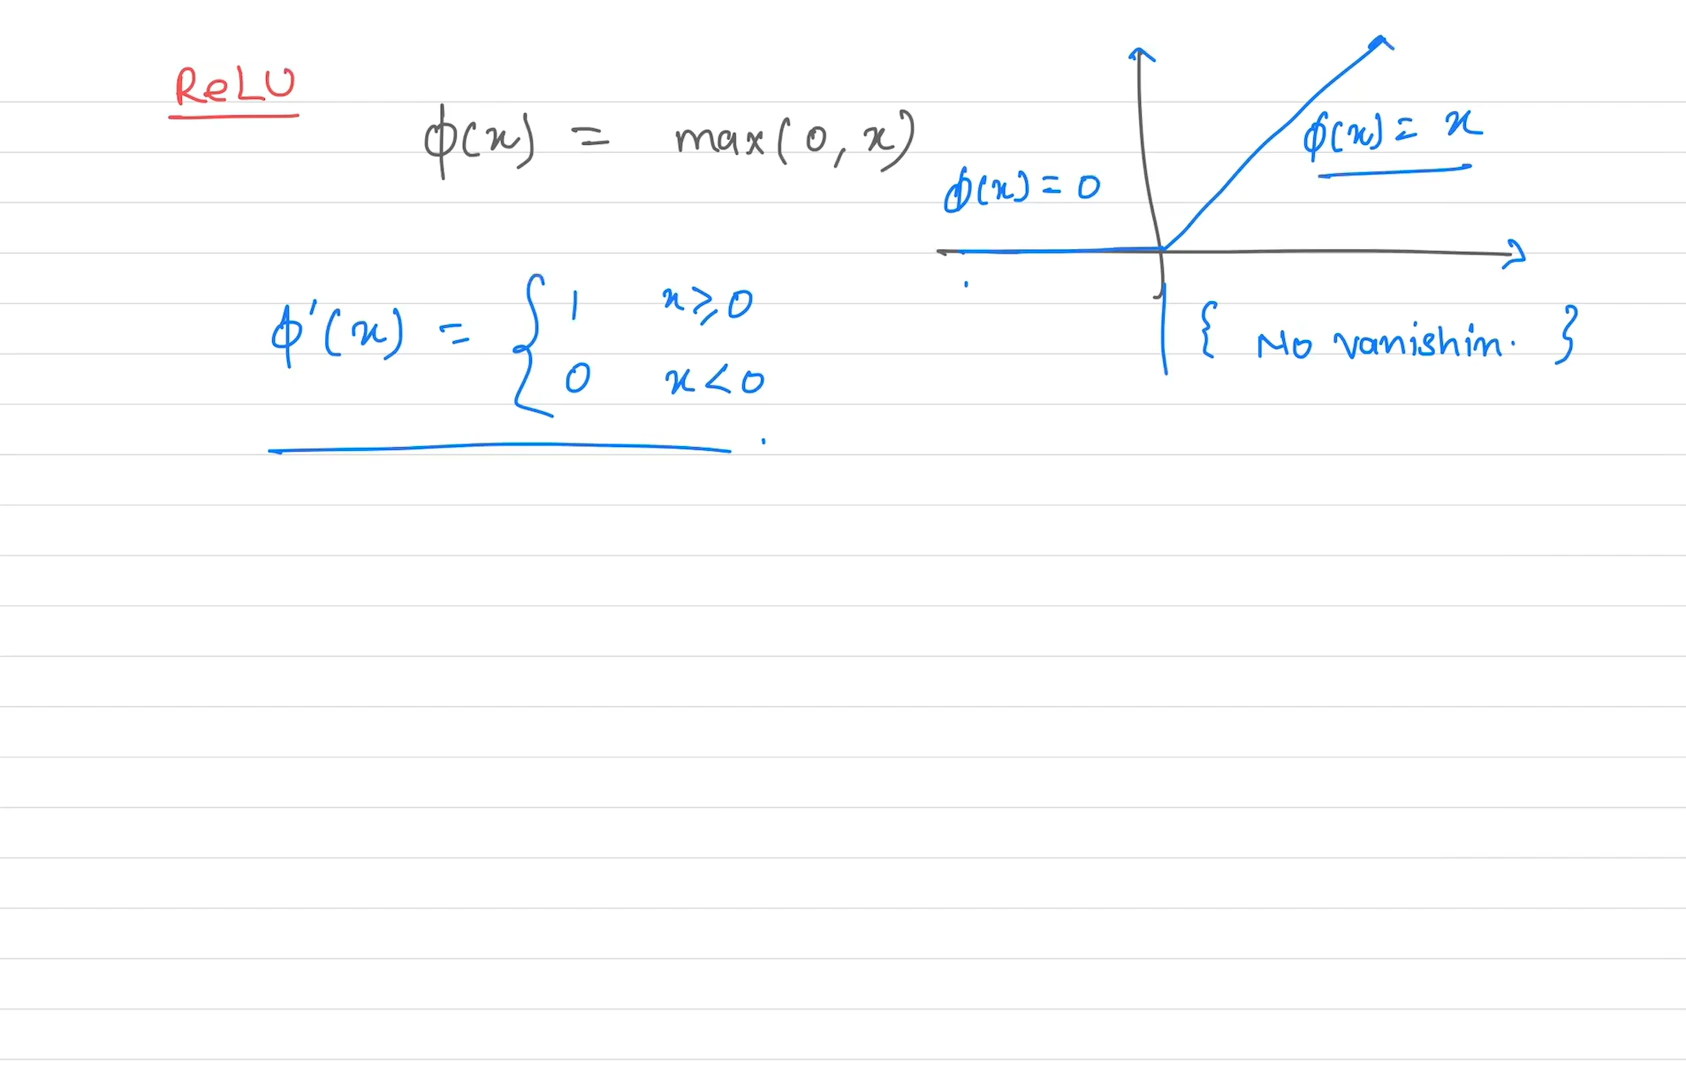 ReLU
ϕ(x) = max(0, x)
ϕ(x) = x
ϕ(x) = 0
ϕ'(x) = { 1 x ⩾ 0
0 x < 0
{ No vanishin. }